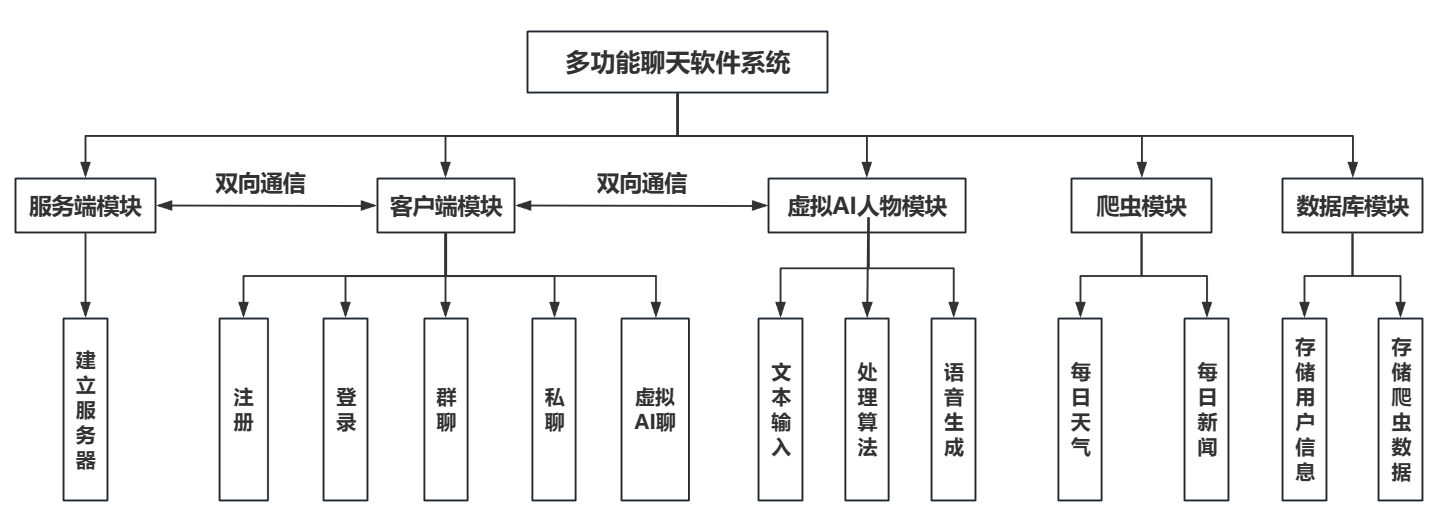 多功能聊天软件系统
双向通信
双向通信
服务端模块
客户端模块
虚拟AI人物模块
爬虫模块
数据库模块
建立服务器
注册
登录
群聊
私聊
虚拟
AI聊
文本输入
处理算法
语音生成
每日天气
每日新闻
存储用户信息
存储爬虫数据